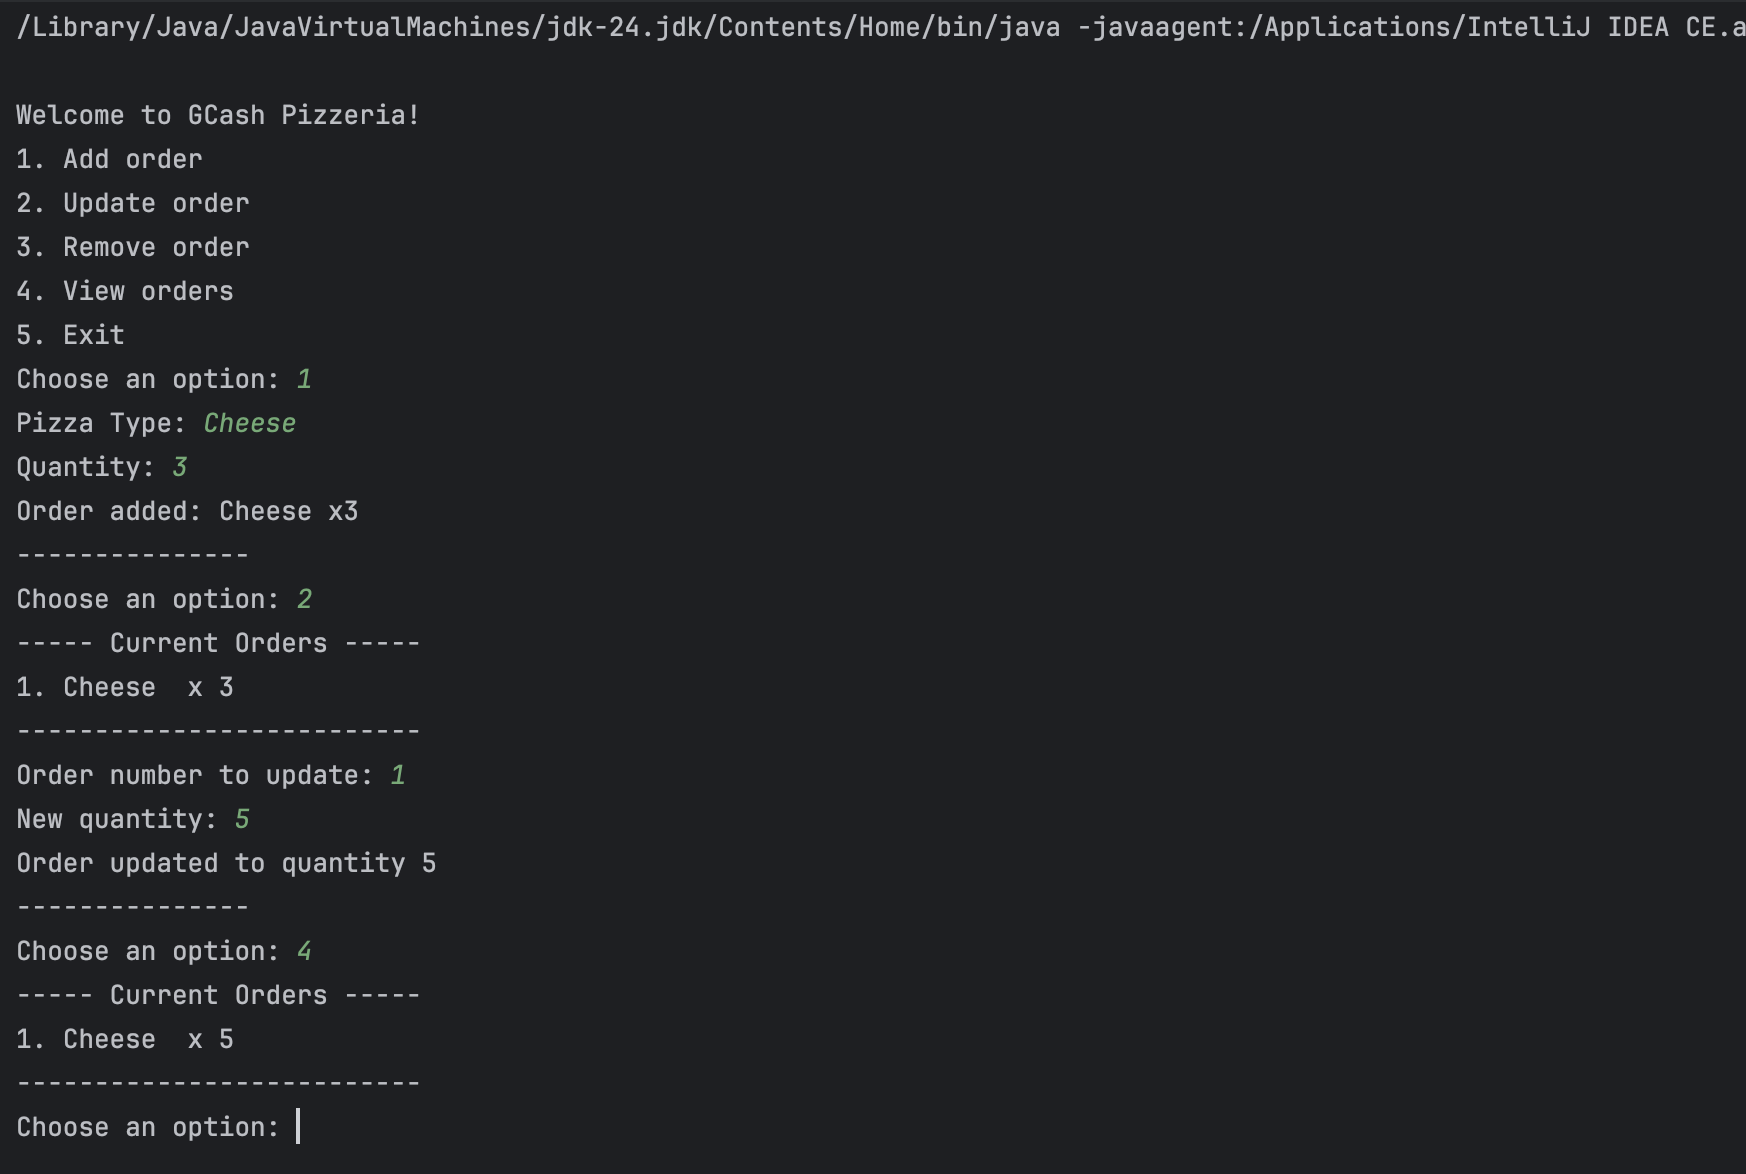 /Library/Java/JavaVirtualMachines/jdk-24.jdk/Contents/Home/bin/java -javaagent:/Applications/IntelliJ IDEA CE.a
Welcome to GCash Pizzeria!
1. Add order
2. Update order
3. Remove order
4. View orders
5. Exit
Choose an option: 1
Pizza Type: Cheese
Quantity: 3
Order added: Cheese x3
---------------
Choose an option: 2
----- Current Orders -----
1. Cheese  x 3
--------------------------
Order number to update: 1
New quantity: 5
Order updated to quantity 5
---------------
Choose an option: 4
----- Current Orders -----
1. Cheese  x 5
--------------------------
Choose an option: